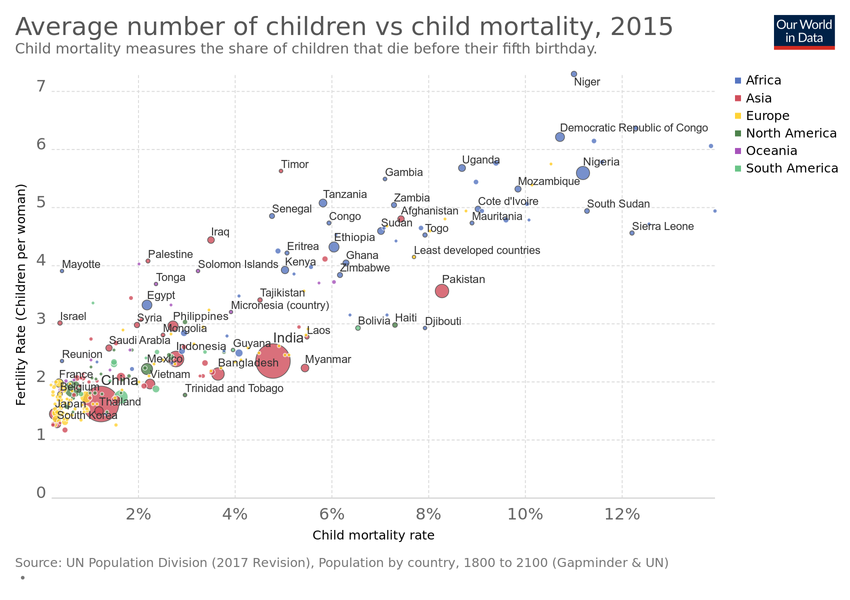 Average number of children vs child mortality, 2015
Child mortality measures the share of children that die before their fifth birthday.
Our World
in Data
7
Niger
Africa
Asia
Europe
North America
Oceania
South America
6
Democratic Republic of Congo
Timor
Uganda
Nigeria
Gambia
Mozambique
5
Tanzania
Zambia
Cote d'Ivoire
South Sudan
Senegal
Congo
Afghanistan
Mauritania
Sudan
Togo
Sierra Leone
Iraq
Ethiopia
Eritrea
Least developed countries
4
Palestine
Ghana
Mayotte
Solomon Islands
Kenya
Zimbabwe
Tonga
Pakistan
Egypt
Tajikistan
Micronesia (country)
3
Israel
Syria
Philippines
Mongolia
Bolivia
Haiti
Djibouti
Saudi Arabia
India
Laos
Reunion
Indonesia
Guyana
Mexico
Bangladesh
Myanmar
2
France
China
Vietnam
Belgium
Trinidad and Tobago
Japan
Thailand
South Korea
1
0
2%
4%
6%
8%
10%
12%
Fertility Rate (Children per woman)
Child mortality rate
Source: UN Population Division (2017 Revision), Population by country, 1800 to 2100 (Gapminder & UN)